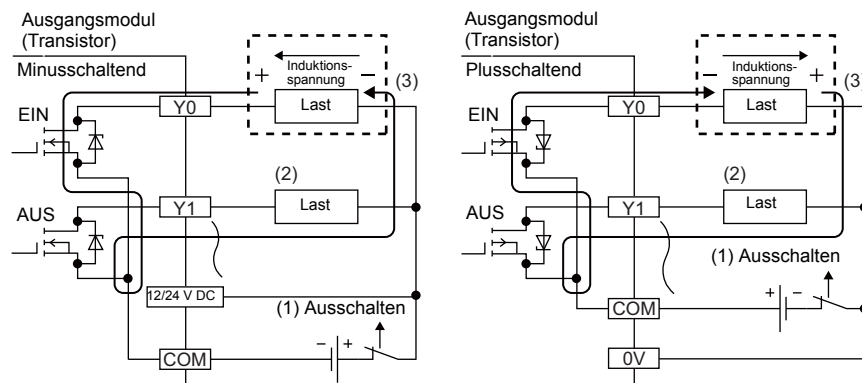 Ausgangsmodul
(Transistor)
Minusschaltend
Induktions-
spannung
+
−
(3)
EIN
Y0
Last
(2)
AUS
Y1
Last
12/24 V DC
(1) Ausschalten
− +
COM
Ausgangsmodul
(Transistor)
Plusschaltend
Induktions-
spannung
−
+
(3)
EIN
Y0
Last
(2)
AUS
Y1
Last
(1) Ausschalten
+ −
COM
0V